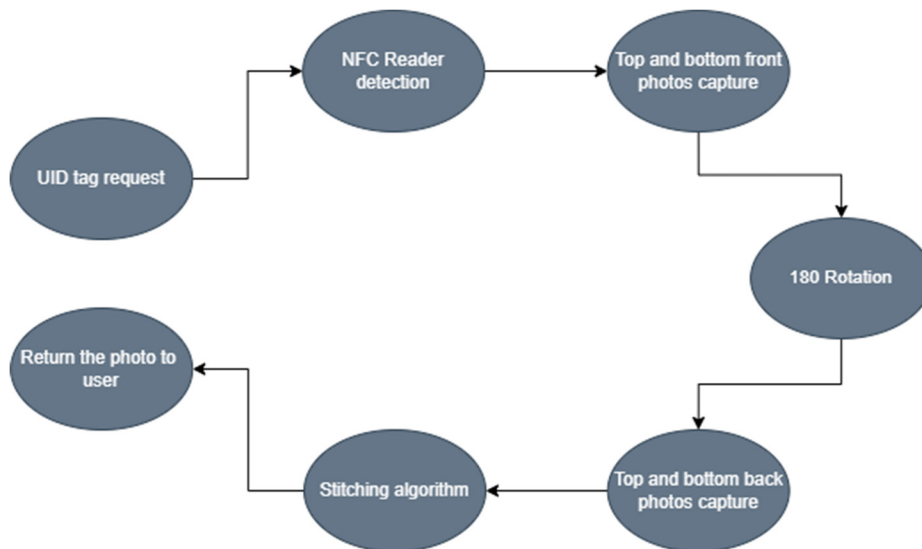 UID tag request
NFC Reader
detection
Top and bottom front
photos capture
180 Rotation
Top and bottom back
photos capture
Stitching algorithm
Return the photo to
user